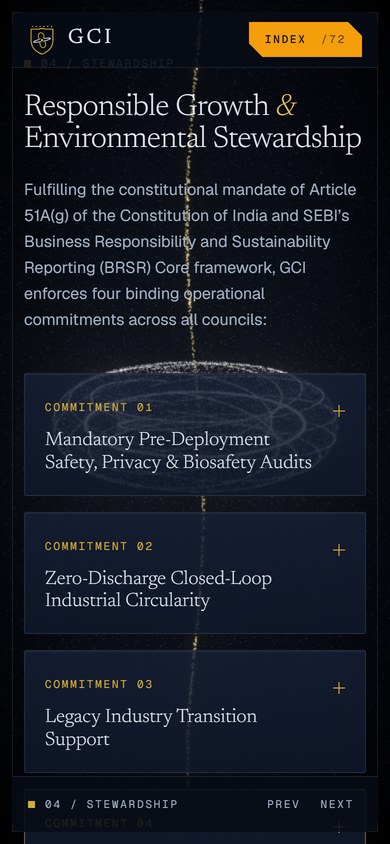 GCI
INDEX /72
04 / STEWARDSHIP
Responsible Growth &
Environmental Stewardship
Fulfilling the constitutional mandate of Article
51A(g) of the Constitution of India and SEBI's
Business Responsibility and Sustainability
Reporting (BRSR) Core framework, GCI
enforces four binding operational
commitments across all councils:
COMMITMENT 01
+
Mandatory Pre-Deployment
Safety, Privacy & Biosafety Audits
COMMITMENT 02
+
Zero-Discharge Closed-Loop
Industrial Circularity
COMMITMENT 03
+
Legacy Industry Transition
Support
04 / STEWARDSHIP PREV NEXT
COMMITMENT 04
+